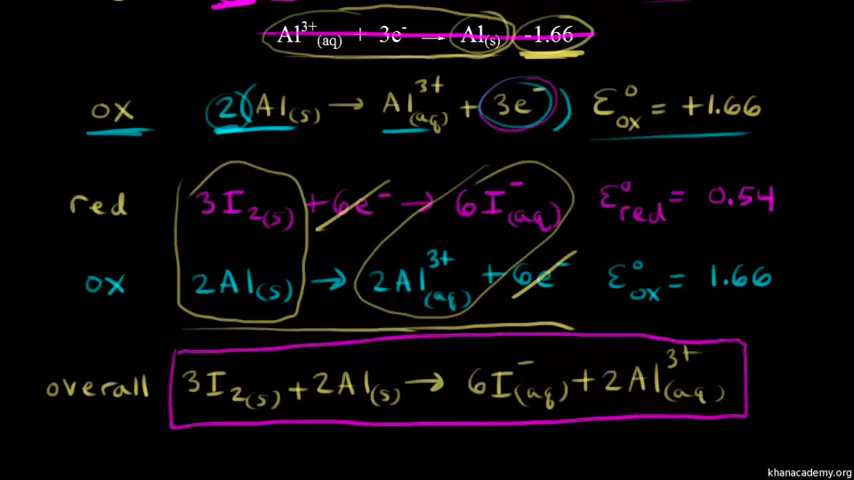 Al³⁺(aq) + 3e⁻ → Al(s) -1.66
ox 2(Al(s) → Al³⁺(aq) + 3e⁻) Ɛ°ox = +1.66
red 3I₂(s) + 6e⁻ → 6I⁻(aq) Ɛ°red = 0.54
ox 2Al(s) → 2Al³⁺(aq) + 6e⁻ Ɛ°ox = 1.66
overall 3I₂(s) + 2Al(s) → 6I⁻(aq) + 2Al³⁺(aq)
khanacademy.org